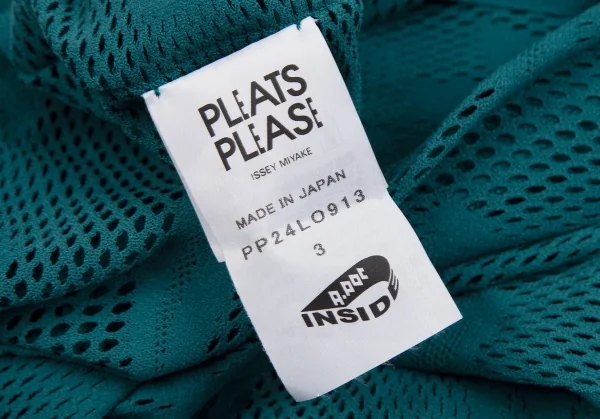 PLEATS
PLEASE
ISSEY MIYAKE
MADE IN JAPAN
PP24LO913
3
A.POC
INSIDE